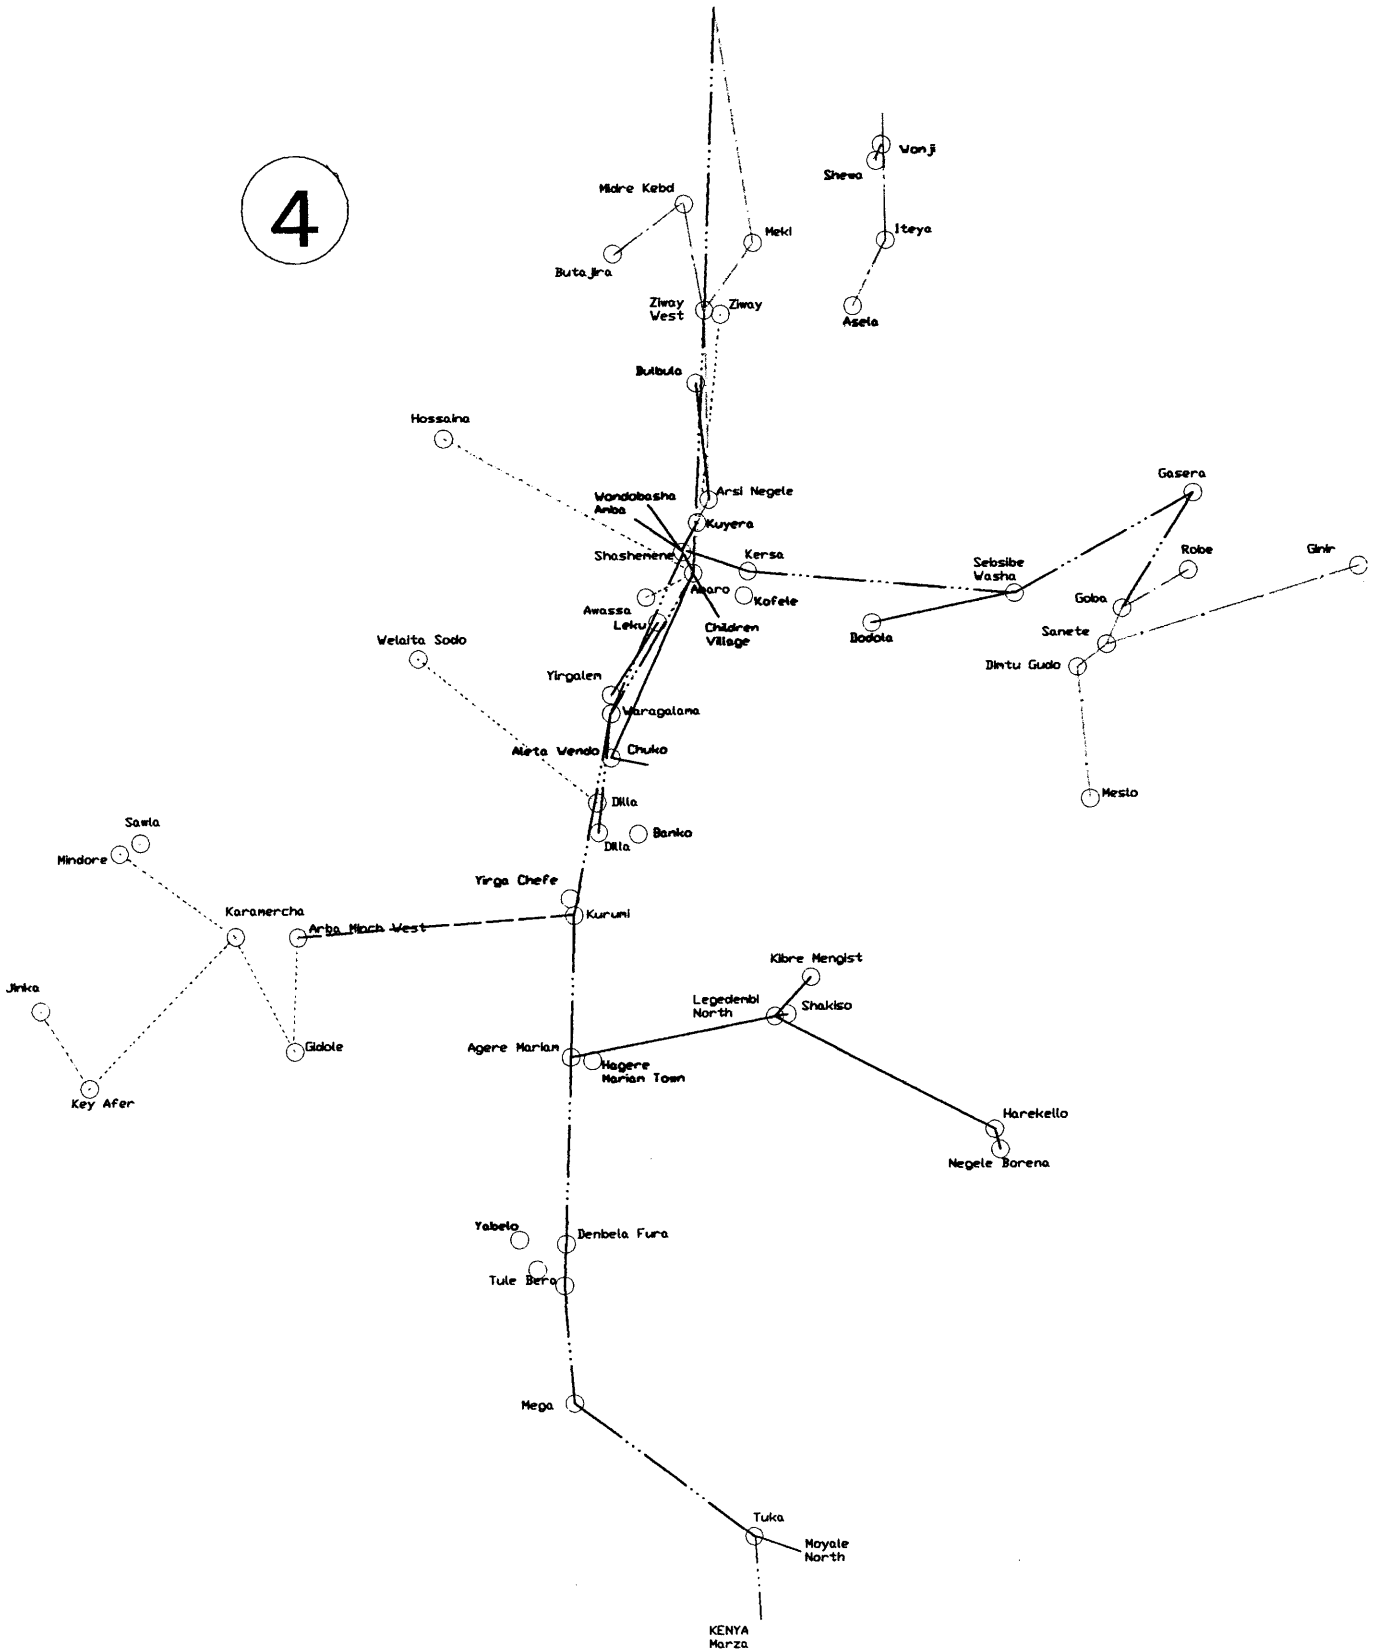 4
Wonji
Shewa
Midre Kebd
Meki
Iteya
Butajira
Ziway
West
Ziway
Asela
Bulbula
Hossaina
Gasera
Wondobasha
Amba
Arsi Negele
Kuyera
Shashemene
Kersa
Sebsibe
Washa
Robe
Ginir
Abaro
Kofele
Awassa
Leku
Children
Village
Goba
Sanete
Dodola
Welaita Sodo
Dimtu Gudo
Yirgalem
Waragalama
Aleta Wendo
Chuko
Meslo
Dilla
Sawla
Banko
Dilla
Mindore
Yirga Chefe
Karamercha
Kurumi
Arba Minch West
Kibre Mengist
Jinka
Legedembi
North
Shakiso
Gidole
Agere Mariam
Hagere
Mariam Town
Key Afer
Harekello
Negele Borena
Yabelo
Denbela Fura
Tule Bera
Mega
Tuka
Moyale
North
KENYA
Marza